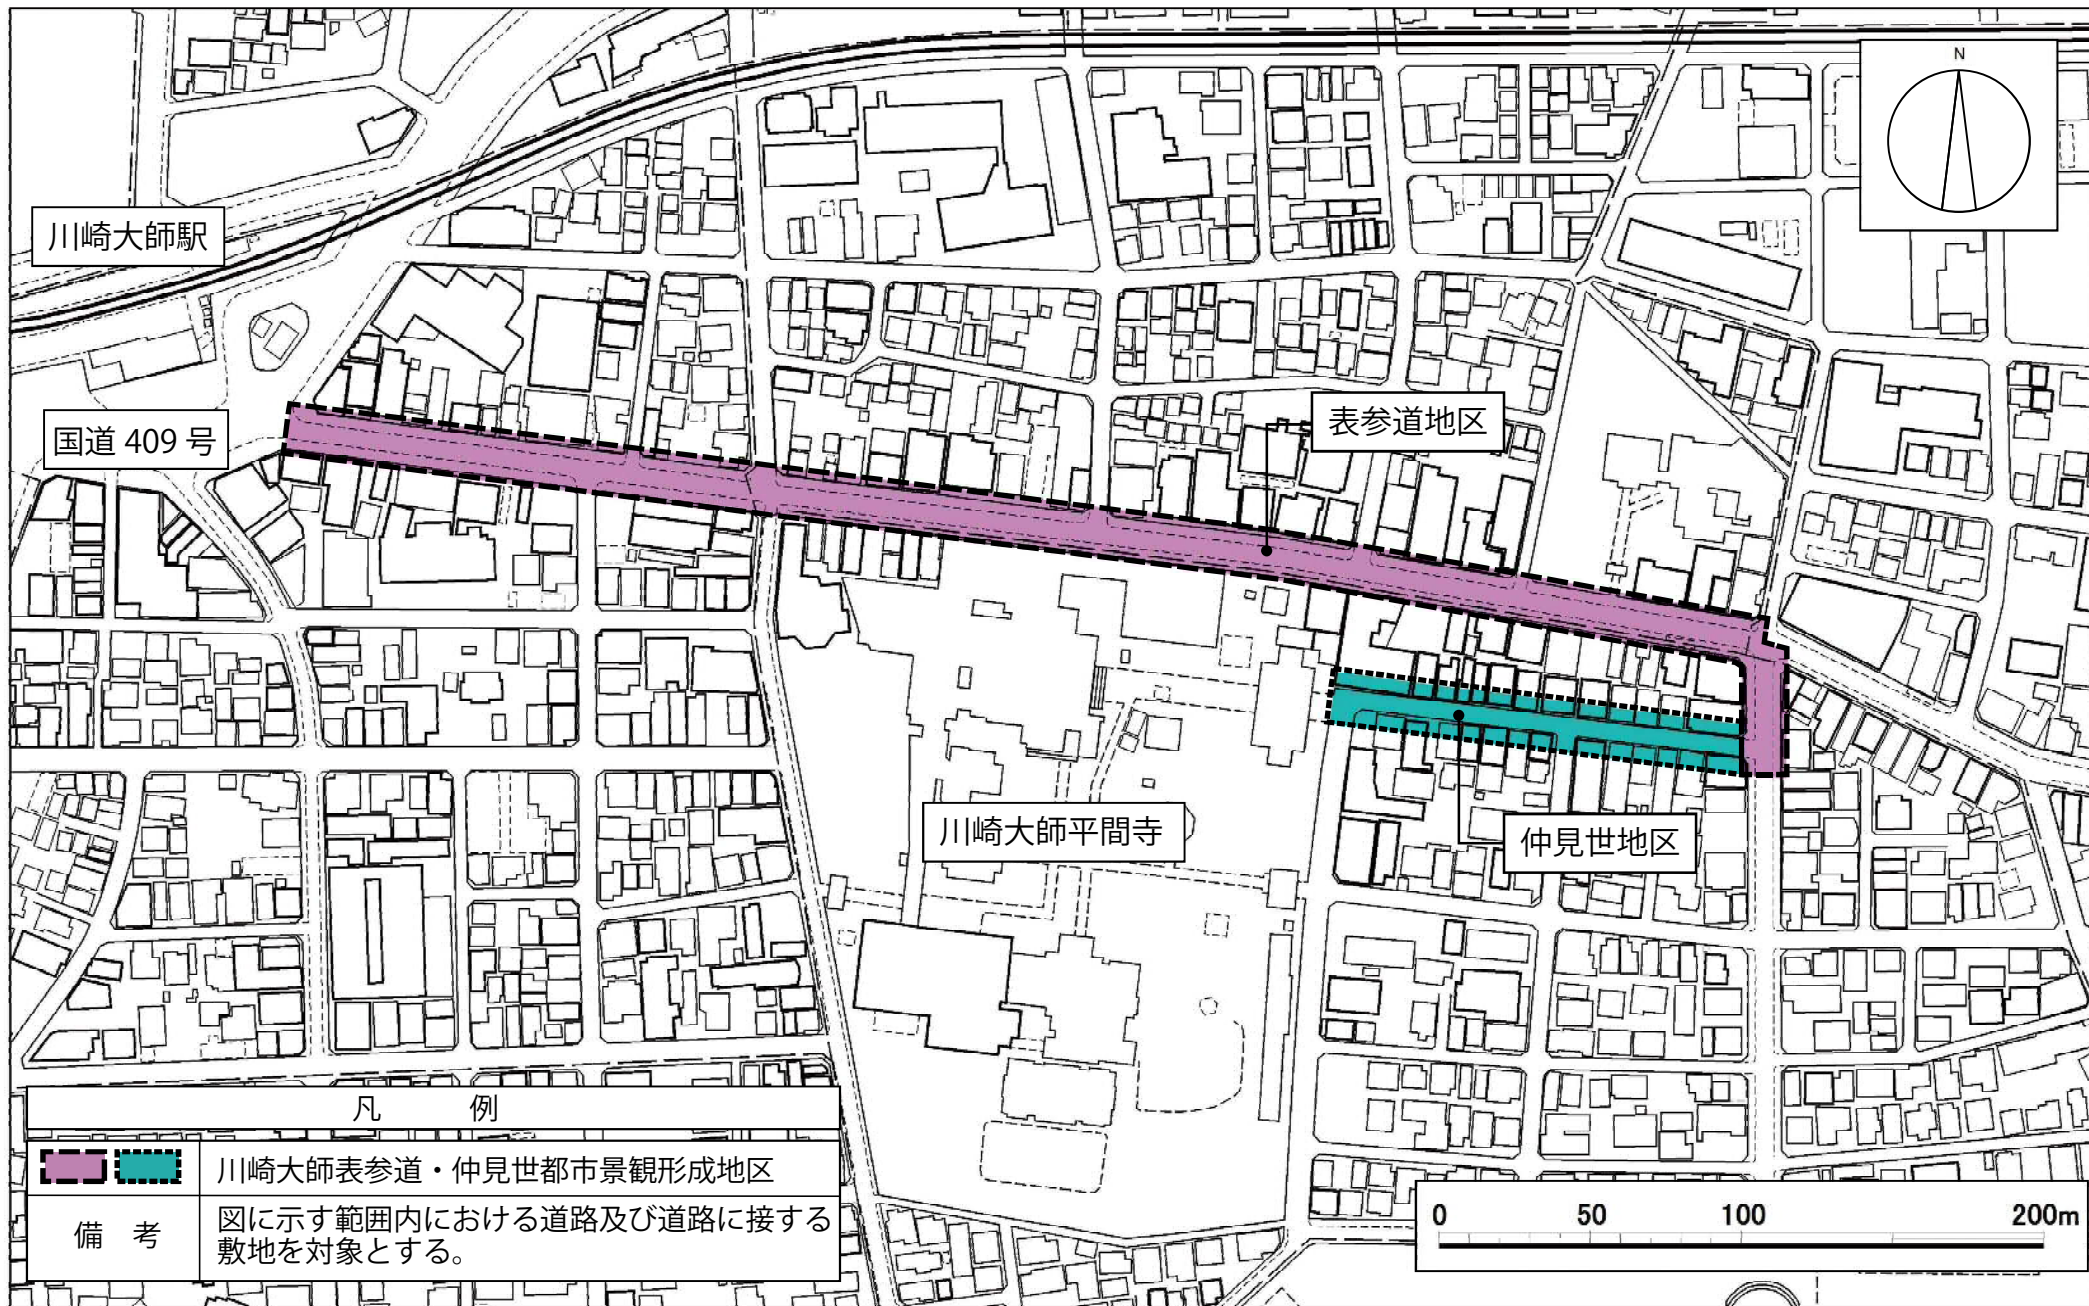 N
川崎大師駅
国道 409 号
表参道地区
川崎大師平間寺
仲見世地区
凡 例
川崎大師表参道・仲見世都市景観形成地区
備 考
図に示す範囲内における道路及び道路に接する
敷地を対象とする。
0 50 100 200m